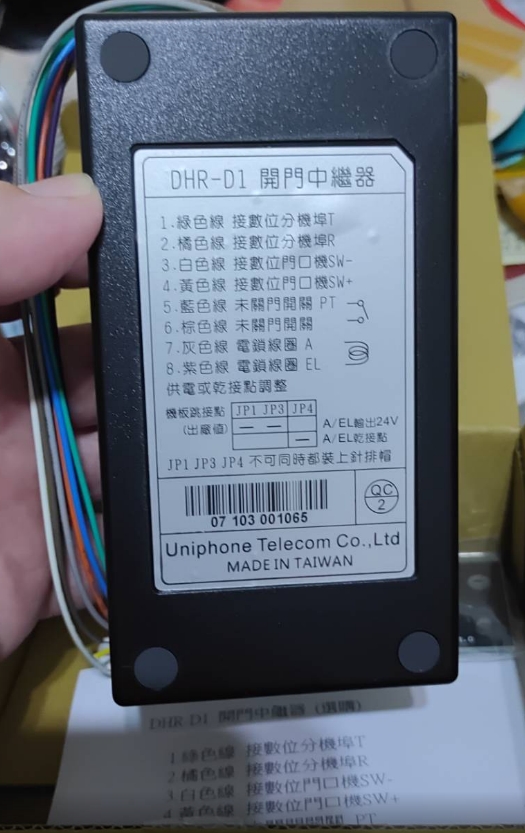 DHR-D1 開門中繼器
1.綠色線 接數位分機埠T
2.橘色線 接數位分機埠R
3.白色線 接數位門口機SW-
4.黃色線 接數位門口機SW+
5.藍色線 未關門開關 PT
6.棕色線 未關門開關
7.灰色線 電鎖線圈 A
8.紫色線 電鎖線圈 EL
供電或乾接點調整
機板跳接點 JP1 JP3 JP4
(出廠值) A/EL輸出24V
A/EL乾接點
JP1 JP3 JP4 不可同時都裝上針排帽
QC
2
07 103 001065
Uniphone Telecom Co.,Ltd
MADE IN TAIWAN
DHR-D1 開門中繼器 (選購)
1.綠色線 接數位分機埠T
2.橘色線 接數位分機埠R
3.白色線 接數位門口機SW-
4.黃色線 接數位門口機SW+
PT